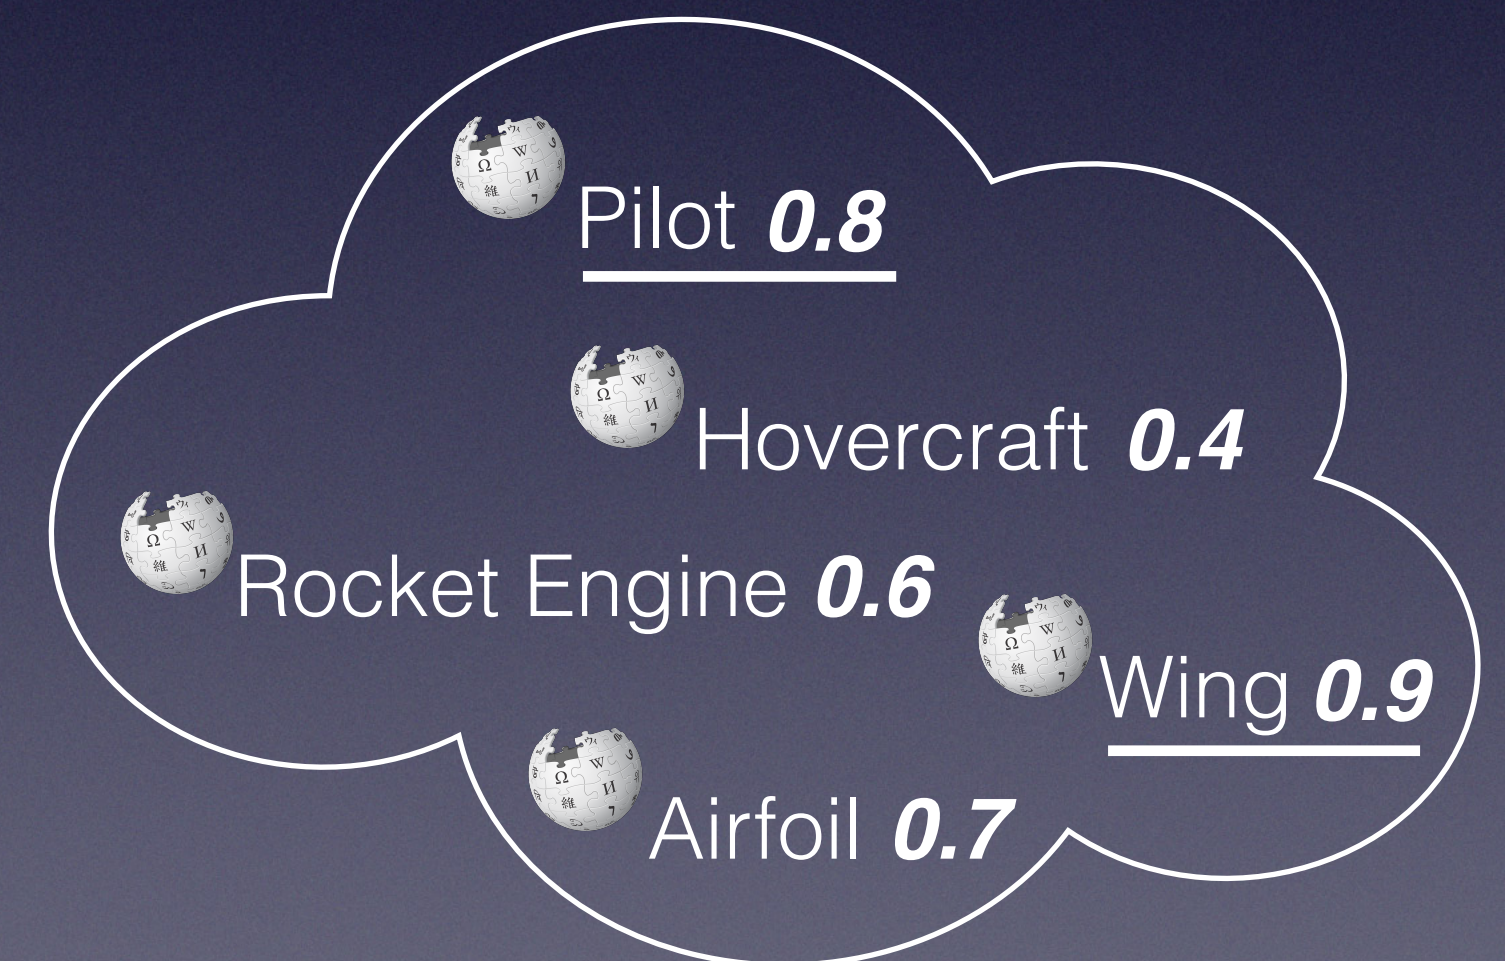 Pilot 0.8
Hovercraft 0.4
Rocket Engine 0.6
Wing 0.9
Airfoil 0.7